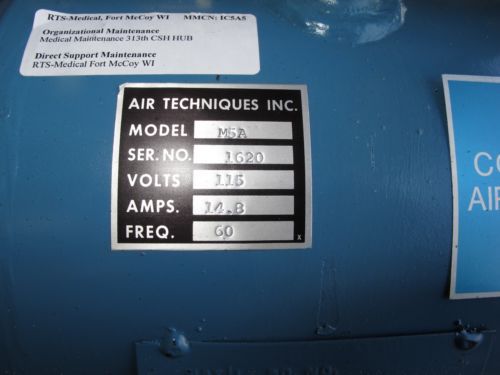 RTS-Medical, Fort McCoy WI MMCN: 1C5A5
Organizational Maintenance
Medical Maintenance 313th CSH HUB
Direct Support Maintenance
RTS-Medical Fort McCoy WI
AIR TECHNIQUES INC.
MODEL M5A
SER. NO. 1620
VOLTS 115
AMPS. 14.8
FREQ. 60
X
CO
AIR